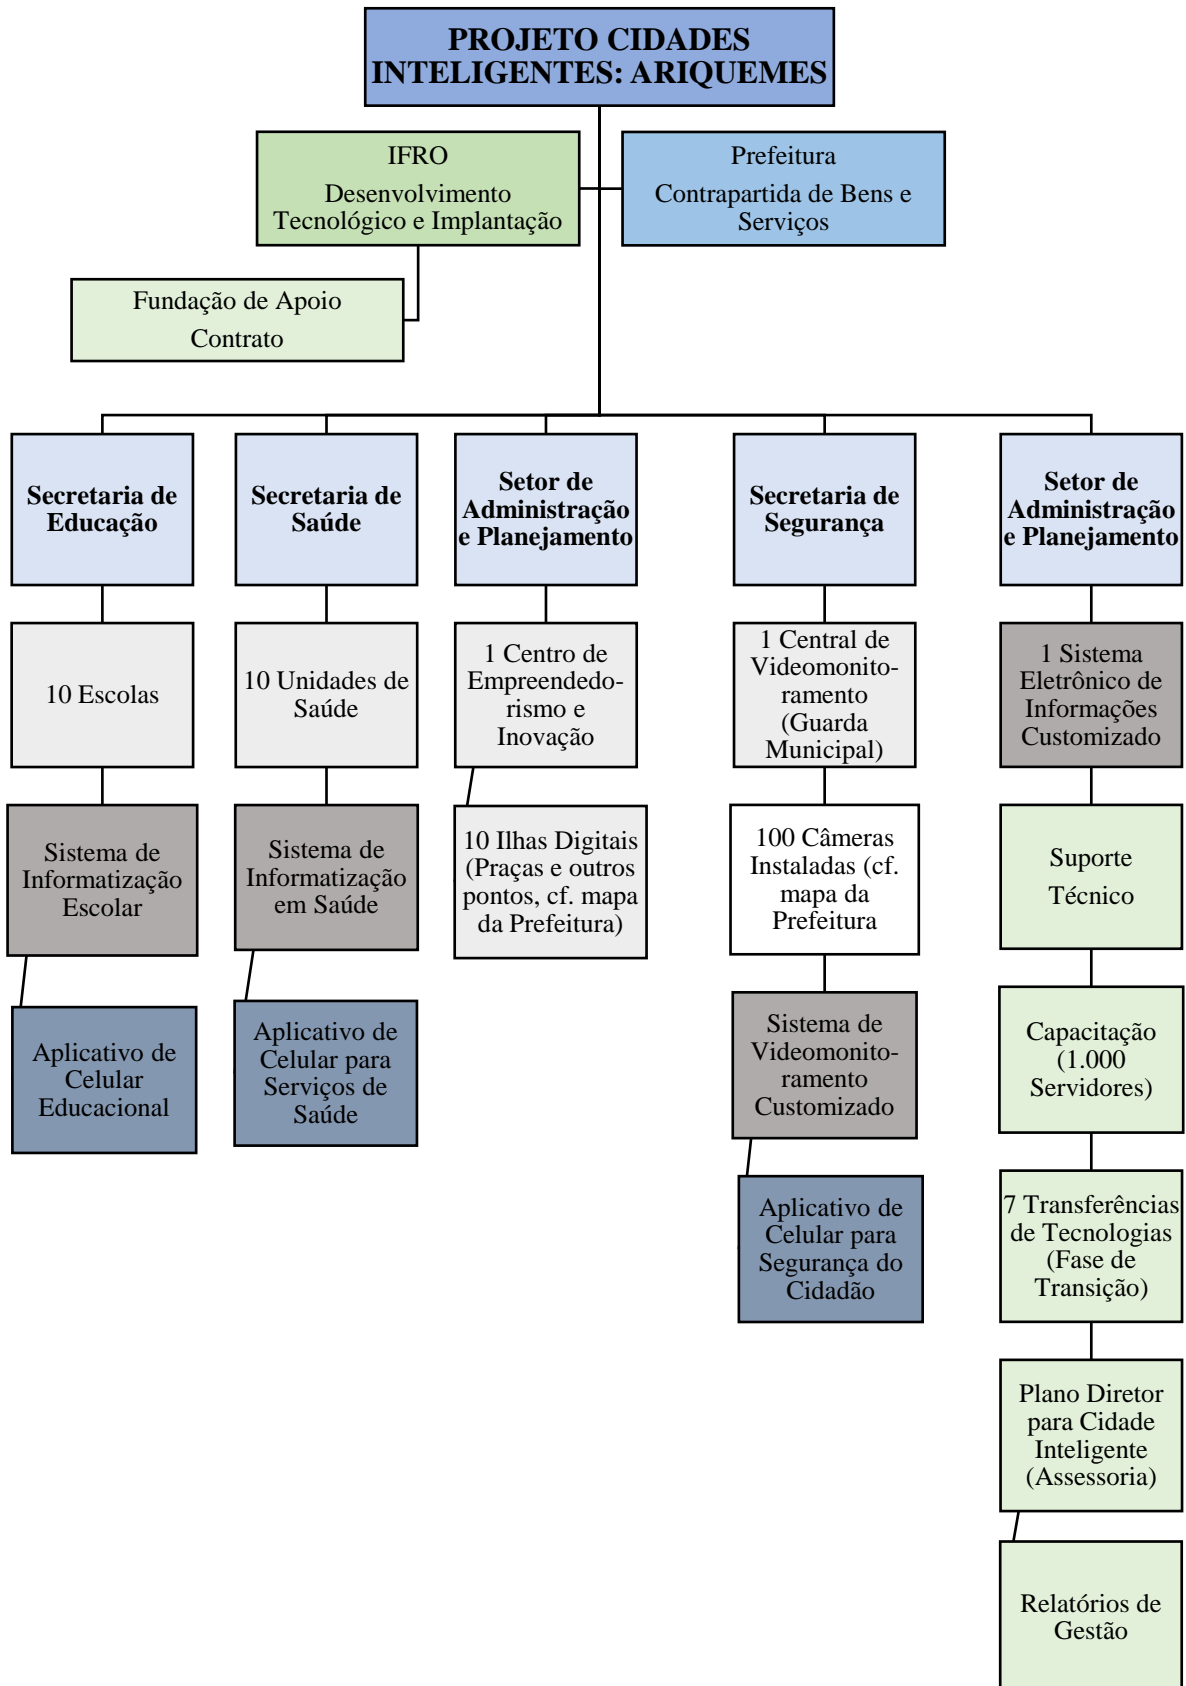 PROJETO CIDADES
INTELIGENTES: ARIQUEMES
IFRO
Desenvolvimento
Tecnológico e Implantação
Prefeitura
Contrapartida de Bens e
Serviços
Fundação de Apoio
Contrato
Secretaria de
Educação
Secretaria de
Saúde
Setor de
Administração
e Planejamento
Secretaria de
Segurança
Setor de
Administração
e Planejamento
10 Escolas
10 Unidades de
Saúde
1 Centro de
Empreendedo-
rismo e
Inovação
1 Central de
Videomonito-
ramento
(Guarda
Municipal)
1 Sistema
Eletrônico de
Informações
Customizado
Sistema de
Informatização
Escolar
Sistema de
Informatização
em Saúde
10 Ilhas Digitais
(Praças e outros
pontos, cf. mapa
da Prefeitura)
100 Câmeras
Instaladas (cf.
mapa da
Prefeitura
Suporte
Técnico
Aplicativo de
Celular
Educacional
Aplicativo de
Celular para
Serviços de
Saúde
Sistema de
Videomonito-
ramento
Customizado
Capacitação
(1.000
Servidores)
Aplicativo de
Celular para
Segurança do
Cidadão
7 Transferências
de Tecnologias
(Fase de
Transição)
Plano Diretor
para Cidade
Inteligente
(Assessoria)
Relatórios de
Gestão